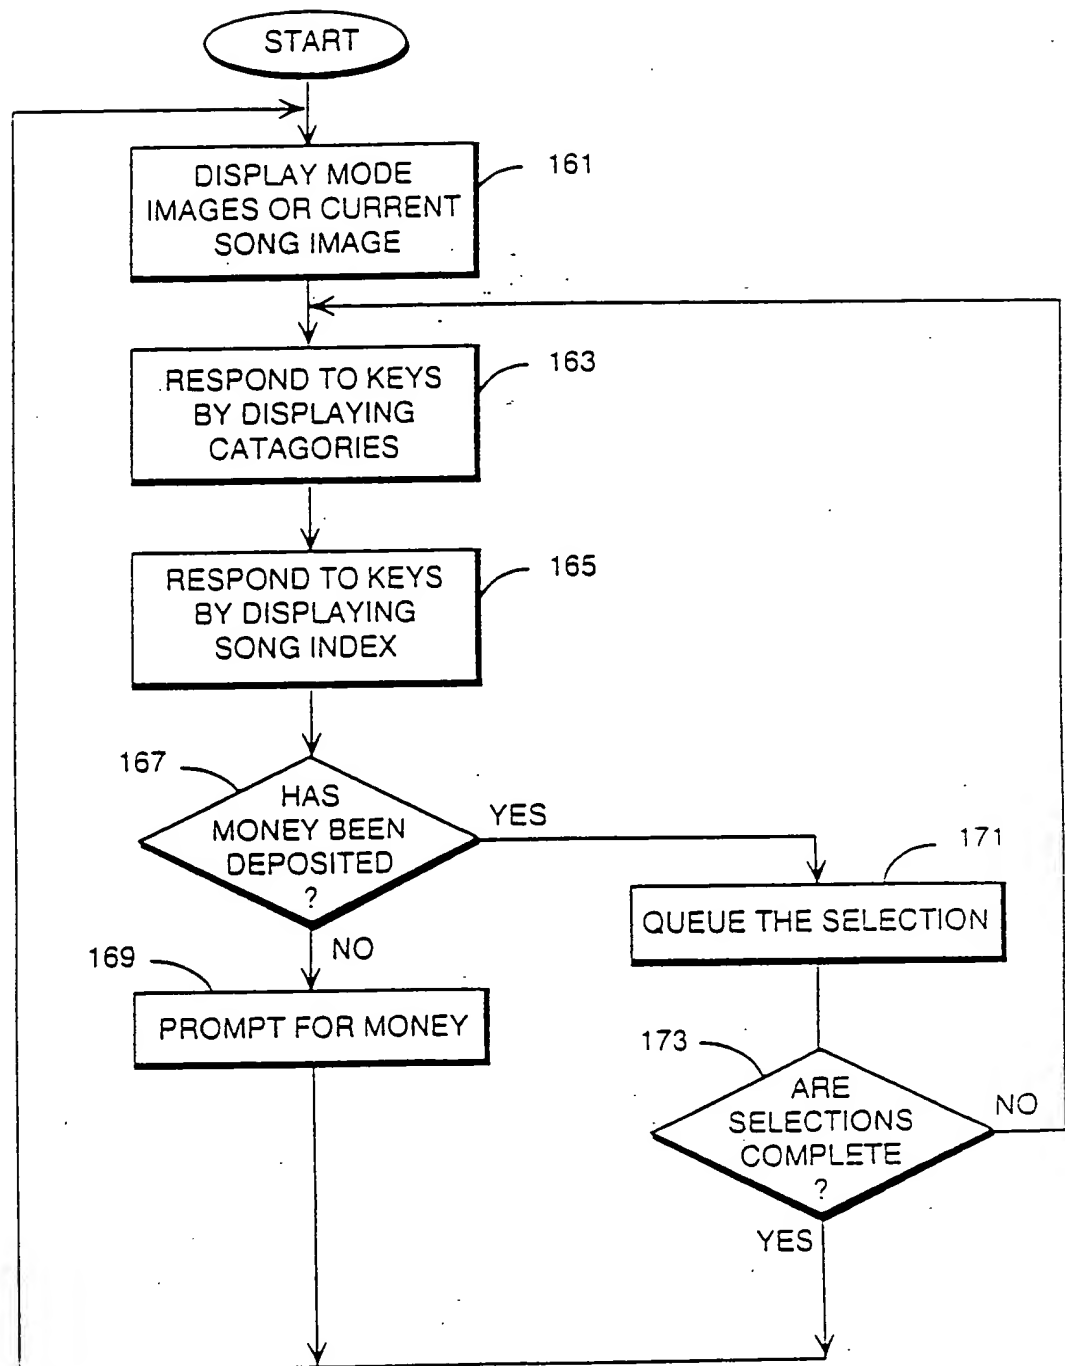 START
DISPLAY MODE
IMAGES OR CURRENT
SONG IMAGE
161
RESPOND TO KEYS
BY DISPLAYING
CATAGORIES
163
RESPOND TO KEYS
BY DISPLAYING
SONG INDEX
165
167
HAS
MONEY BEEN
DEPOSITED
?
YES
NO
171
QUEUE THE SELECTION
169
PROMPT FOR MONEY
173
ARE
SELECTIONS
COMPLETE
?
NO
YES